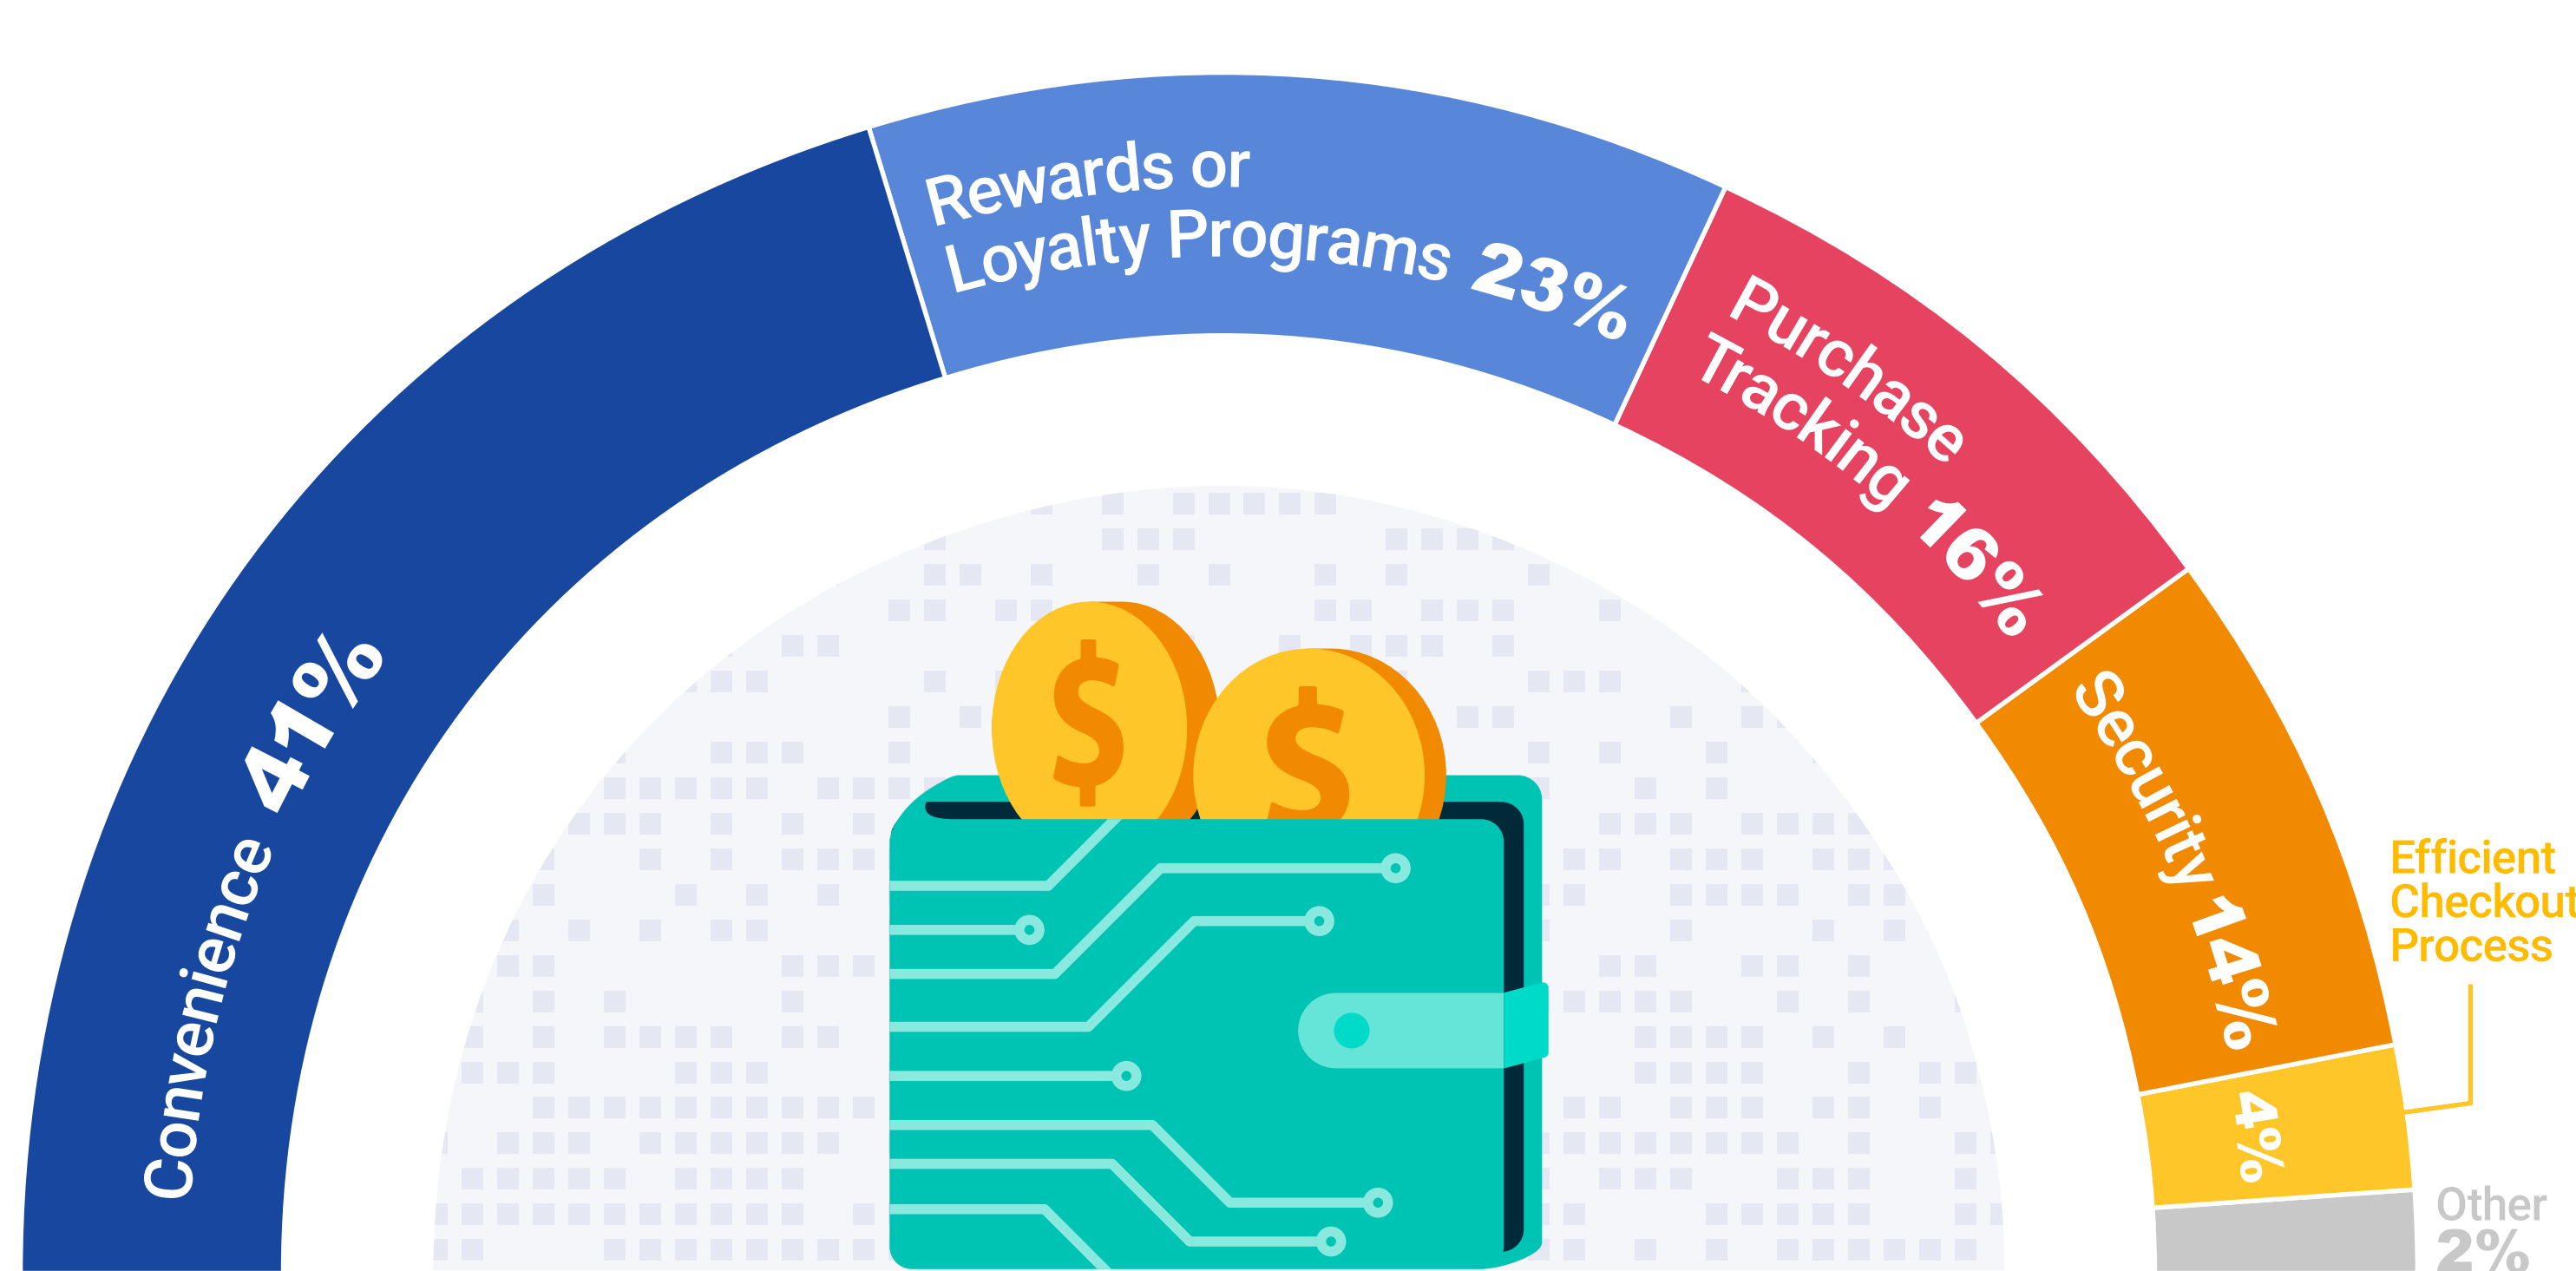 Convenience 41%
Rewards or
Loyalty Programs 23%
Purchase
Tracking 16%
Security 14%
Efficient
Checkout
Process
4%
Other
2%
$
$